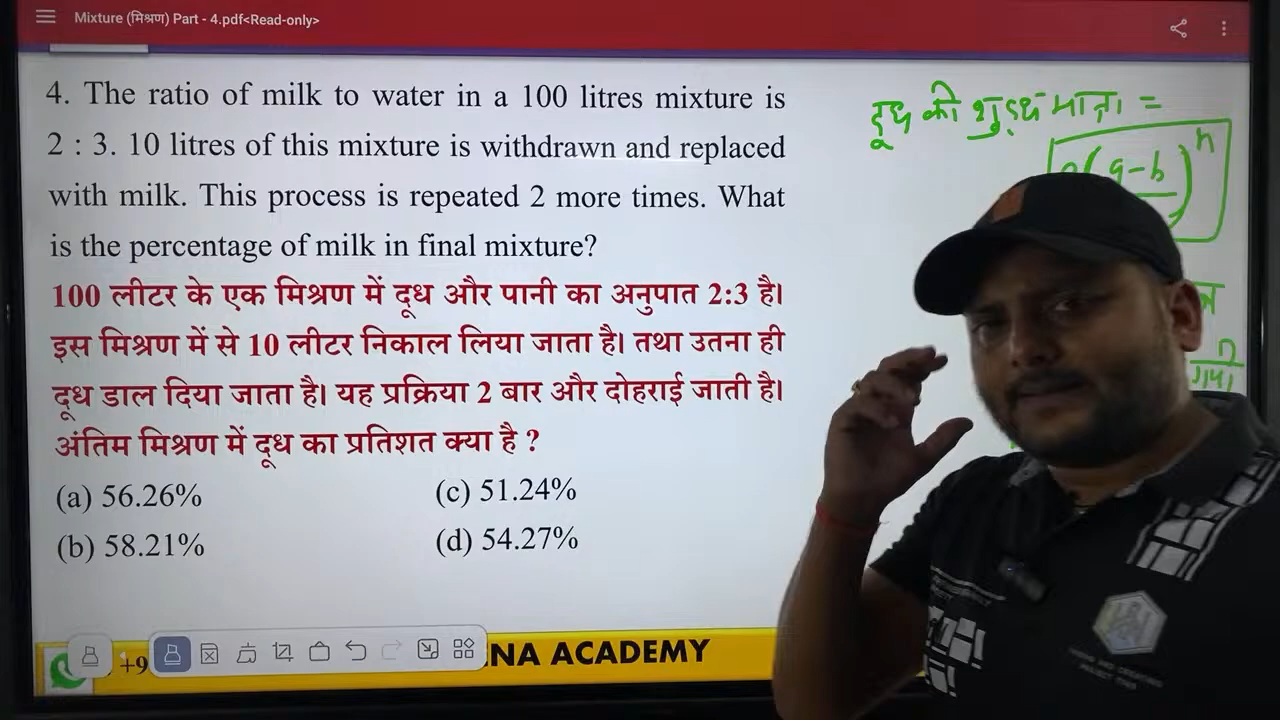 Mixture (मिश्रण) Part - 4.pdf<Read-only>
4. The ratio of milk to water in a 100 litres mixture is
2 : 3. 10 litres of this mixture is withdrawn and replaced
with milk. This process is repeated 2 more times. What
is the percentage of milk in final mixture?
100 लीटर के एक मिश्रण में दूध और पानी का अनुपात 2:3 है।
इस मिश्रण में से 10 लीटर निकाल लिया जाता है। तथा उतना ही
दूध डाल दिया जाता है। यह प्रक्रिया 2 बार और दोहराई जाती है।
अंतिम मिश्रण में दूध का प्रतिशत क्या है ?
(a) 56.26%
(c) 51.24%
(b) 58.21%
(d) 54.27%
दूध की शुद्ध मात्रा =
(a-b)
n
n
+9
NA ACADEMY